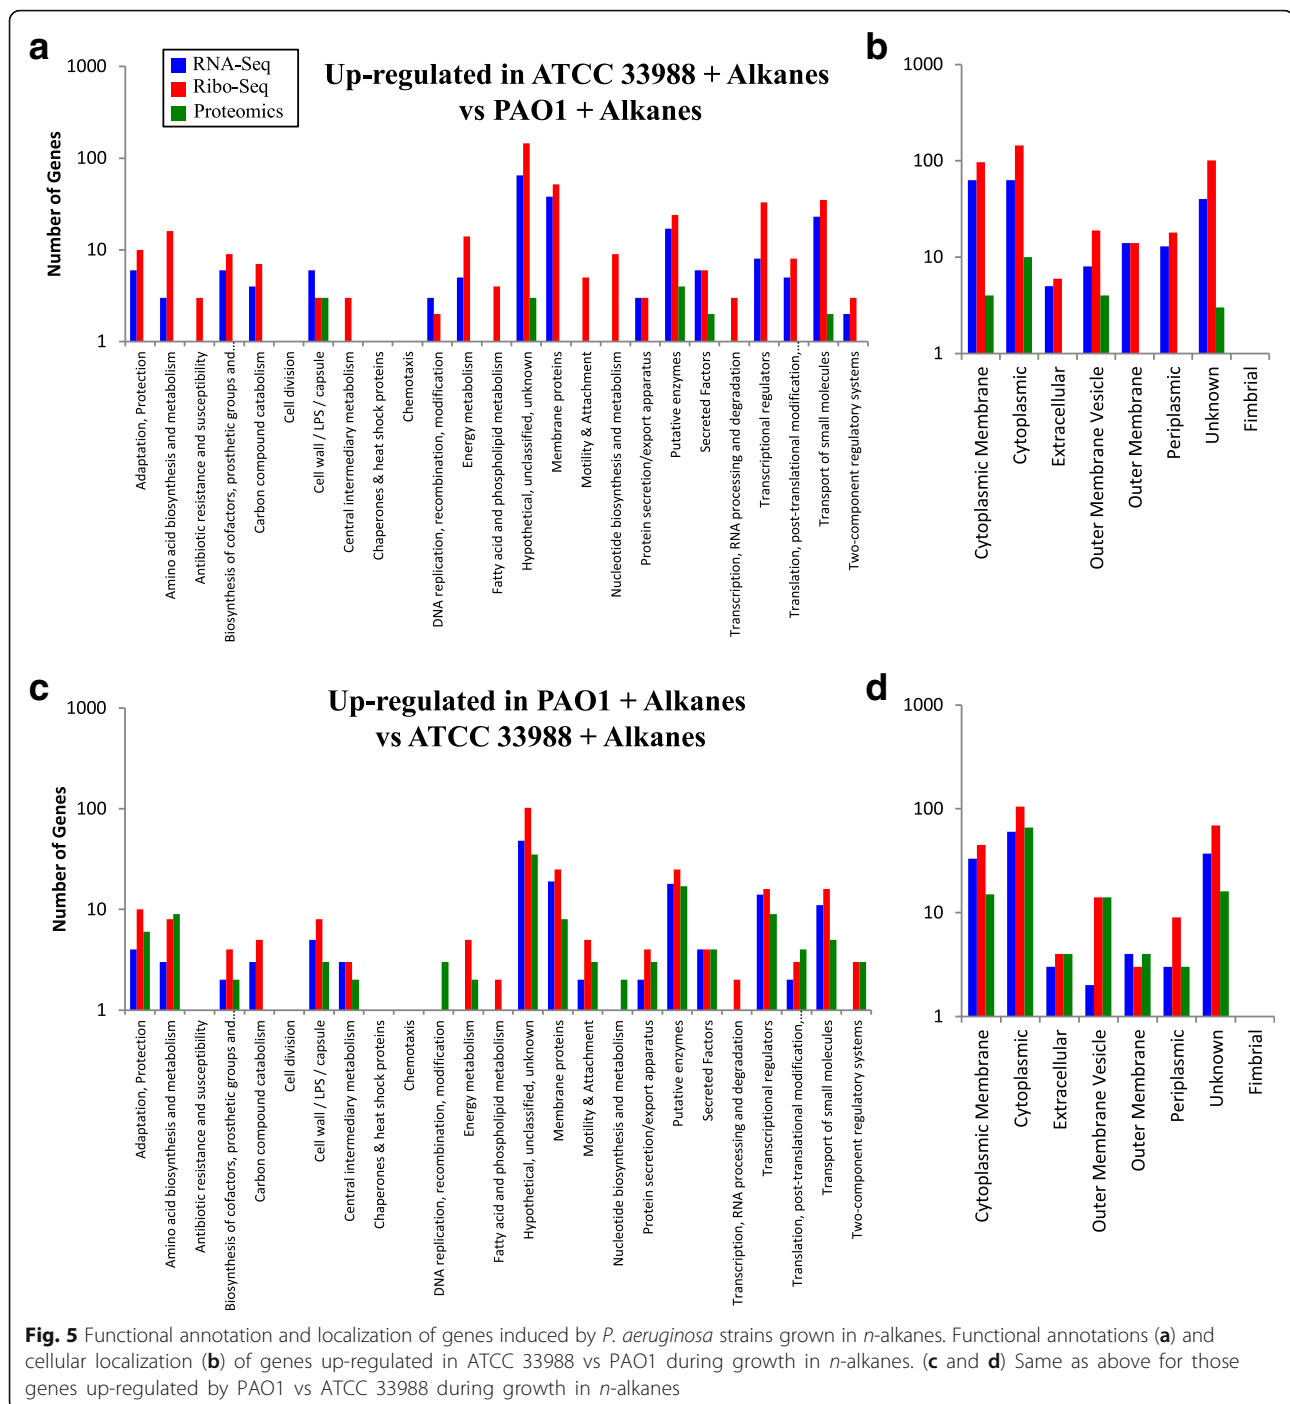 a
RNA-Seq
Ribo-Seq
Proteomics
Up-regulated in ATCC 33988 + Alkanes
vs PAO1 + Alkanes
Number of Genes
1000
100
10
1
Adaptation, Protection
Amino acid biosynthesis and metabolism
Antibiotic resistance and susceptibility
Biosynthesis of cofactors, prosthetic groups and...
Carbon compound catabolism
Cell division
Cell wall / LPS / capsule
Central intermediary metabolism
Chaperones & heat shock proteins
Chemotaxis
DNA replication, recombination, modification
Energy metabolism
Fatty acid and phospholipid metabolism
Hypothetical, unclassified, unknown
Membrane proteins
Motility & Attachment
Nucleotide biosynthesis and metabolism
Protein secretion/export apparatus
Putative enzymes
Secreted Factors
Transcription, RNA processing and degradation
Transcriptional regulators
Translation, post-translational modification,...
Transport of small molecules
Two-component regulatory systems
b
1000
100
10
1
Cytoplasmic Membrane
Cytoplasmic
Extracellular
Outer Membrane Vesicle
Outer Membrane
Periplasmic
Unknown
Fimbrial
c
Up-regulated in PAO1 + Alkanes
vs ATCC 33988 + Alkanes
Number of Genes
1000
100
10
1
Adaptation, Protection
Amino acid biosynthesis and metabolism
Antibiotic resistance and susceptibility
Biosynthesis of cofactors, prosthetic groups and...
Carbon compound catabolism
Cell division
Cell wall / LPS / capsule
Central intermediary metabolism
Chaperones & heat shock proteins
Chemotaxis
DNA replication, recombination, modification
Energy metabolism
Fatty acid and phospholipid metabolism
Hypothetical, unclassified, unknown
Membrane proteins
Motility & Attachment
Nucleotide biosynthesis and metabolism
Protein secretion/export apparatus
Putative enzymes
Secreted Factors
Transcription, RNA processing and degradation
Transcriptional regulators
Translation, post-translational modification,...
Transport of small molecules
Two-component regulatory systems
d
1000
100
10
1
Cytoplasmic Membrane
Cytoplasmic
Extracellular
Outer Membrane Vesicle
Outer Membrane
Periplasmic
Unknown
Fimbrial
Fig. 5 Functional annotation and localization of genes induced by P. aeruginosa strains grown in n-alkanes. Functional annotations (a) and
cellular localization (b) of genes up-regulated in ATCC 33988 vs PAO1 during growth in n-alkanes. (c and d) Same as above for those
genes up-regulated by PAO1 vs ATCC 33988 during growth in n-alkanes